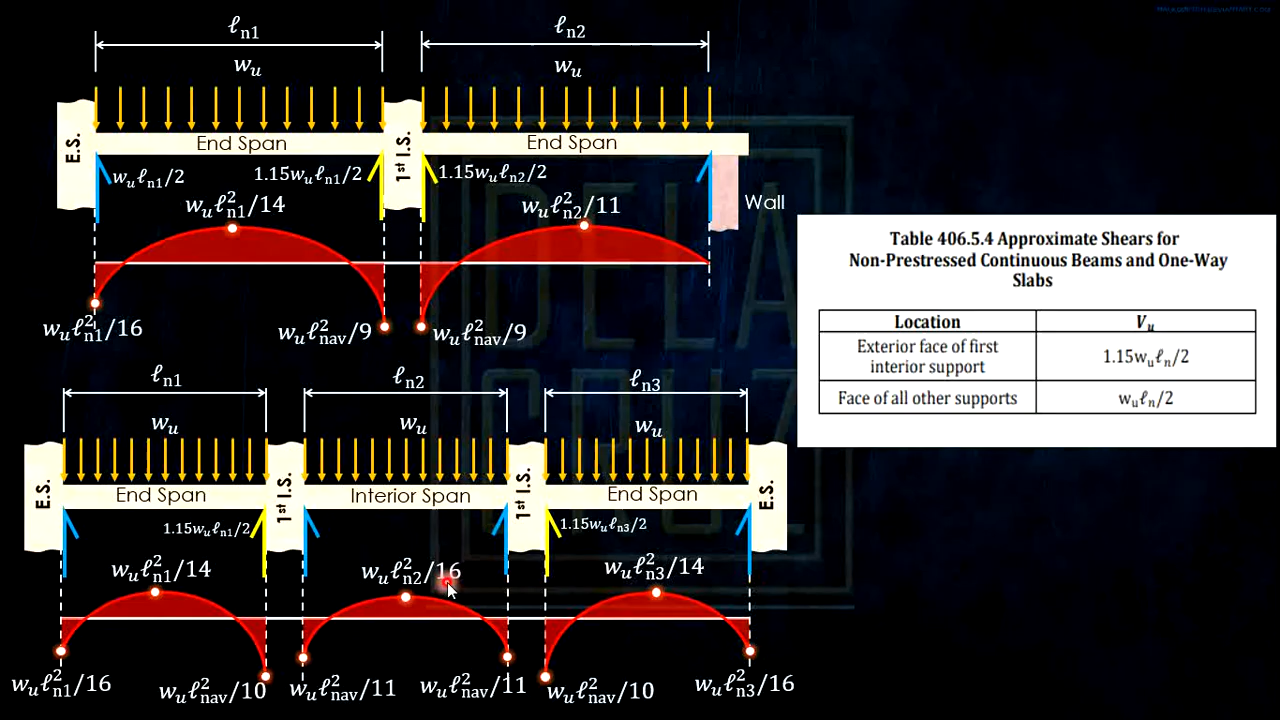 ℓn1
ℓn2
wu
wu
E.S.
End Span
1st I.S.
End Span
wuℓn1/2
1.15wuℓn1/2
1.15wuℓn2/2
Wall
wuℓ²n1/14
wuℓ²n2/11
wuℓ²n1/16
wuℓ²nav/9
wuℓ²nav/9
DELA
CRUZ
Table 406.5.4 Approximate Shears for
Non-Prestressed Continuous Beams and One-Way
Slabs
Location
Vu
Exterior face of first
interior support
1.15wuℓn/2
Face of all other supports
wuℓn/2
ℓn1
ℓn2
ℓn3
wu
wu
wu
E.S.
End Span
1st I.S.
Interior Span
1st I.S.
End Span
E.S.
1.15wuℓn1/2
1.15wuℓn3/2
wuℓ²n1/14
wuℓ²n2/16
wuℓ²n3/14
wuℓ²n1/16
wuℓ²nav/10
wuℓ²nav/11
wuℓ²nav/11
wuℓ²nav/10
wuℓ²n3/16